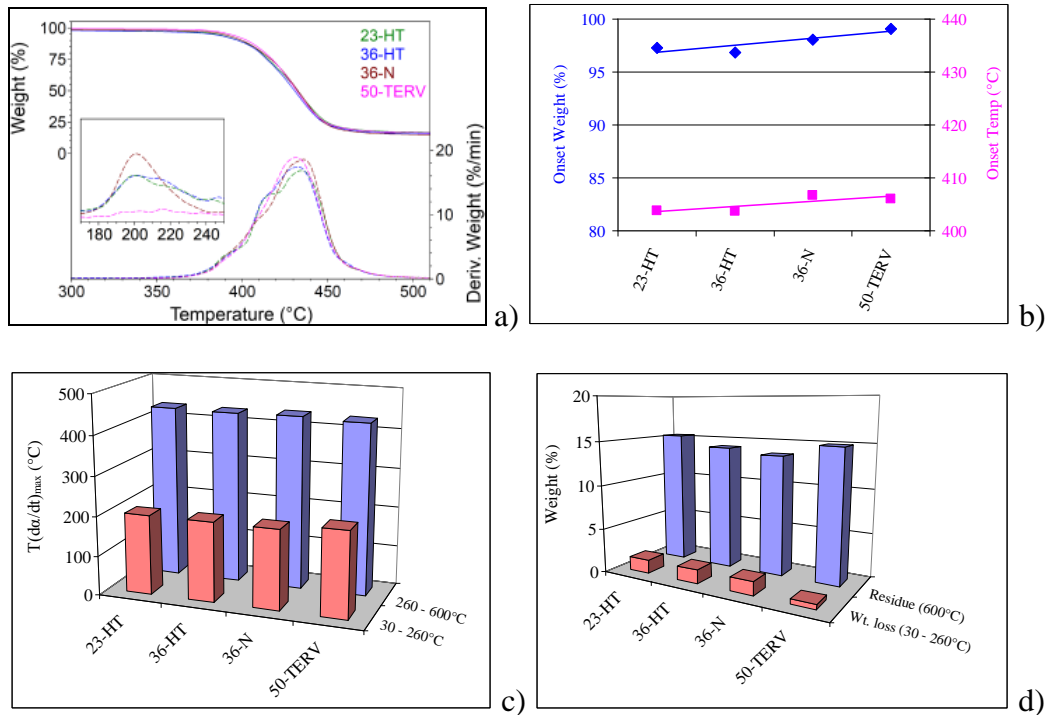 100
75
50
25
0
Weight (%)
23-HT
36-HT
36-N
50-TERV
180 200 220 240
20
10
0
Deriv. Weight (%/min)
300 350 400 450 500
Temperature (°C)
a)
100
95
90
85
80
Onset Weight (%)
440
430
420
410
400
Onset Temp (°C)
23-HT
36-HT
36-N
50-TERV
b)
500
400
300
200
100
0
T(dα/dt)max (°C)
23-HT
36-HT
36-N
50-TERV
260 - 600°C
30 - 260°C
c)
20
15
10
5
0
Weight (%)
23-HT
36-HT
36-N
50-TERV
Residue (600°C)
Wt. loss (30 - 260°C)
d)